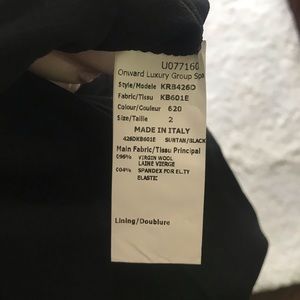 U077160
Onward Luxury Group Spa
Style/Modele KRB426D
Fabric/Tissu KB601E
Colour/Couleur 620
Size/Taille 2
MADE IN ITALY
426DKB601E SUNTAN/BLACK
Main Fabric/Tissu Principal
096% VIRGIN WOOL
LAINE VIERGE
004% SPANDEX FOR EL.TY
ELASTIC
Lining/Doublure